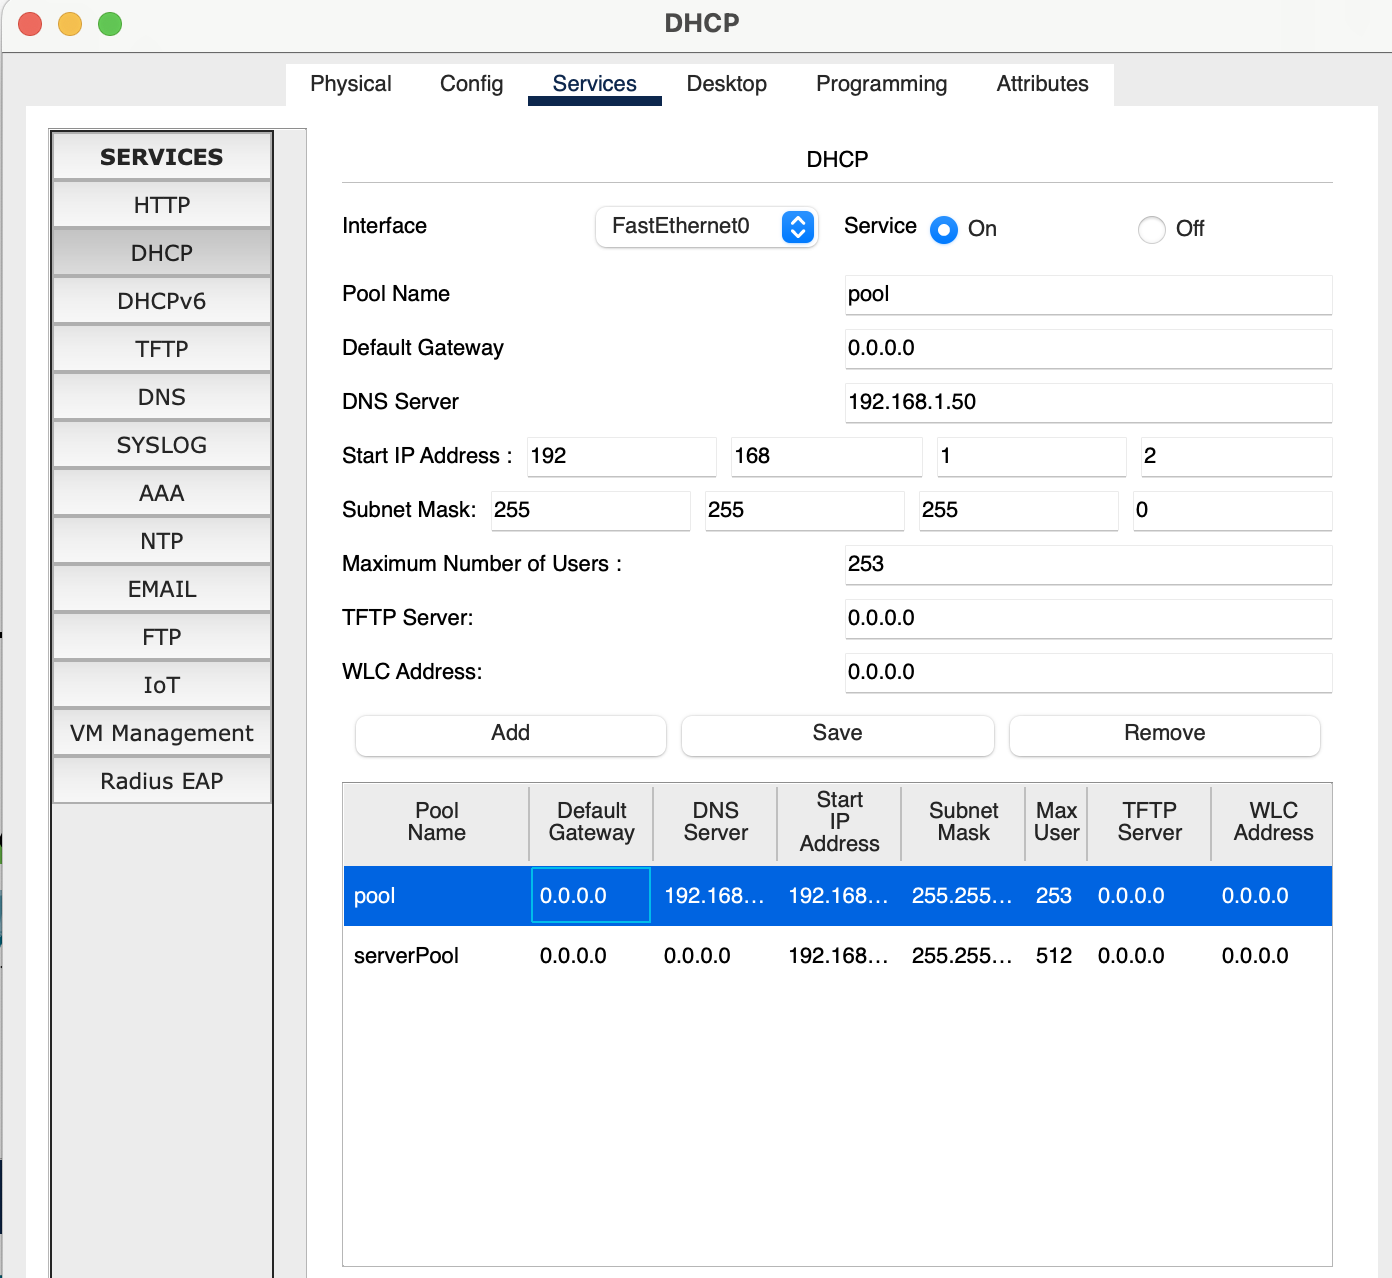 DHCP
Physical Config Services Desktop Programming Attributes
SERVICES
HTTP
DHCP
DHCPv6
TFTP
DNS
SYSLOG
AAA
NTP
EMAIL
FTP
IoT
VM Management
Radius EAP
DHCP
Interface FastEthernet0 Service On Off
Pool Name pool
Default Gateway 0.0.0.0
DNS Server 192.168.1.50
Start IP Address : 192 168 1 2
Subnet Mask: 255 255 255 0
Maximum Number of Users : 253
TFTP Server: 0.0.0.0
WLC Address: 0.0.0.0
Add Save Remove
Pool Name Default Gateway DNS Server Start IP Address Subnet Mask Max User TFTP Server WLC Address
pool 0.0.0.0 192.168... 192.168... 255.255... 253 0.0.0.0 0.0.0.0
serverPool 0.0.0.0 0.0.0.0 192.168... 255.255... 512 0.0.0.0 0.0.0.0